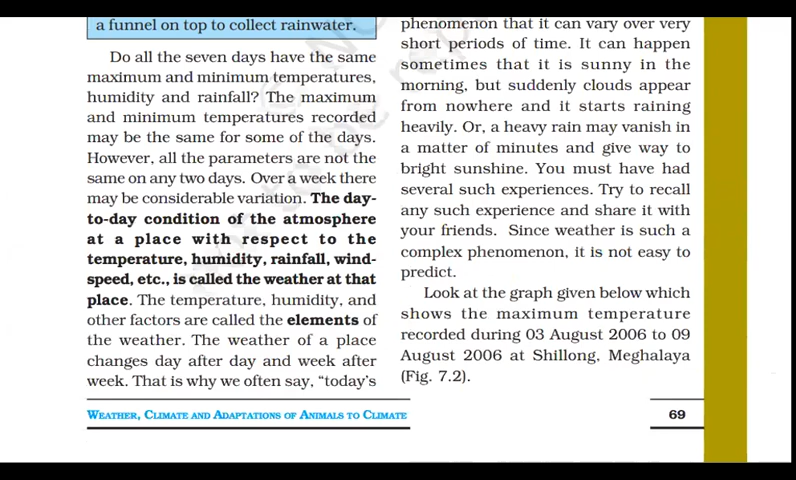 a funnel on top to collect rainwater.
Do all the seven days have the same
maximum and minimum temperatures,
humidity and rainfall? The maximum
and minimum temperatures recorded
may be the same for some of the days.
However, all the parameters are not the
same on any two days. Over a week there
may be considerable variation. The day-
to-day condition of the atmosphere
at a place with respect to the
temperature, humidity, rainfall, wind-
speed, etc., is called the weather at that
place. The temperature, humidity, and
other factors are called the elements of
the weather. The weather of a place
changes day after day and week after
week. That is why we often say, “today’s
phenomenon that it can vary over very
short periods of time. It can happen
sometimes that it is sunny in the
morning, but suddenly clouds appear
from nowhere and it starts raining
heavily. Or, a heavy rain may vanish in
a matter of minutes and give way to
bright sunshine. You must have had
several such experiences. Try to recall
any such experience and share it with
your friends. Since weather is such a
complex phenomenon, it is not easy to
predict.
Look at the graph given below which
shows the maximum temperature
recorded during 03 August 2006 to 09
August 2006 at Shillong, Meghalaya
(Fig. 7.2).
WEATHER, CLIMATE AND ADAPTATIONS OF ANIMALS TO CLIMATE
69